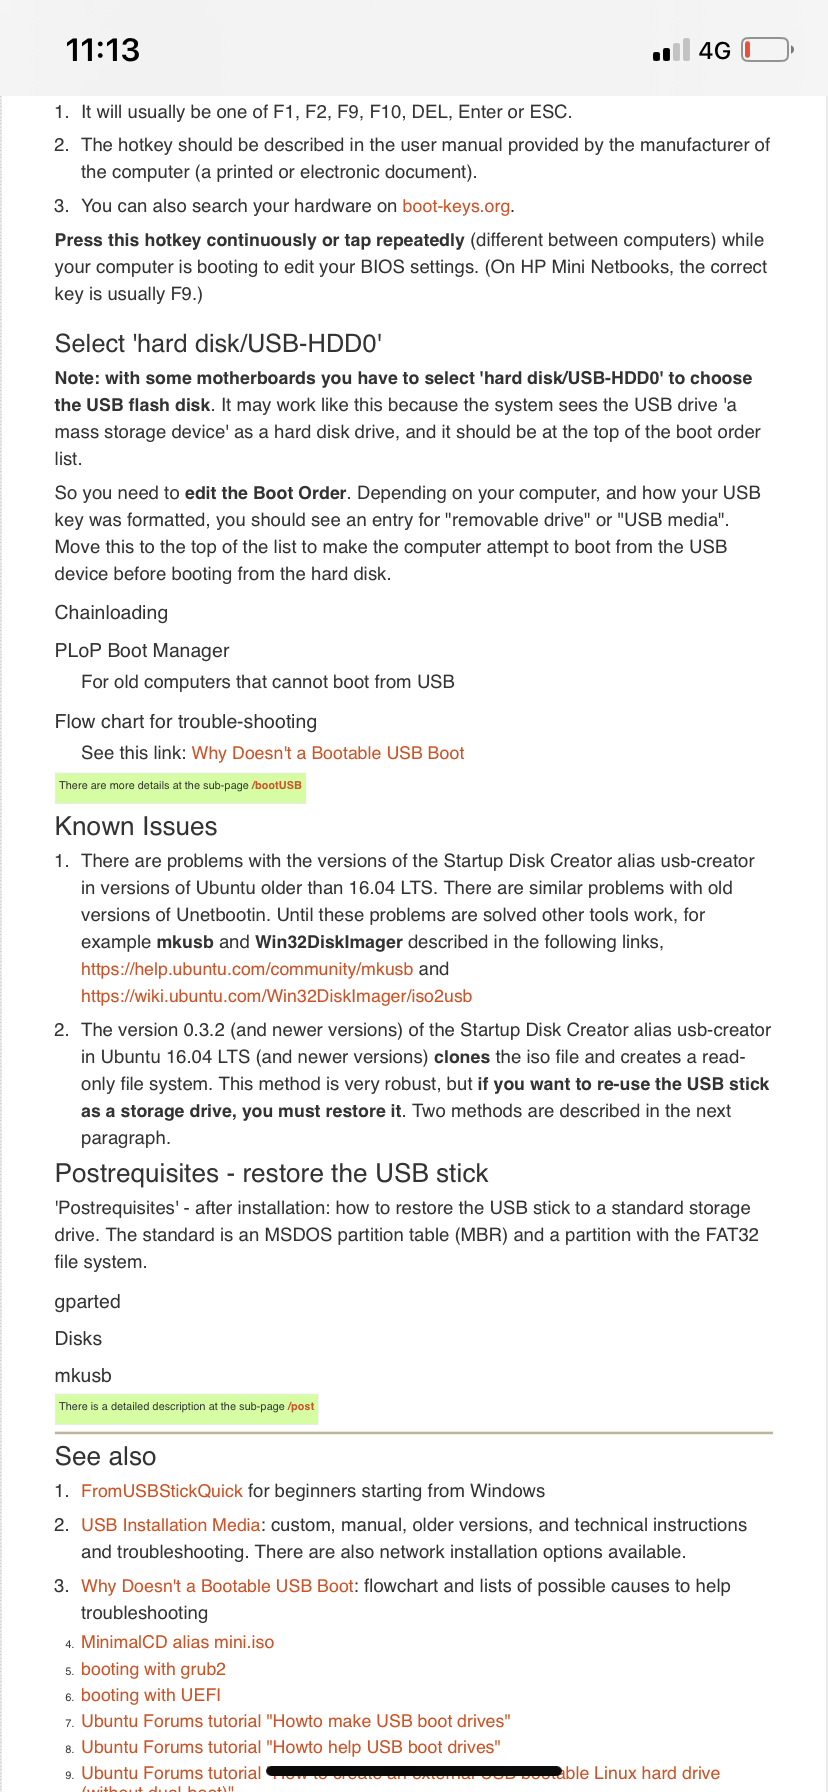 11:13
4G
1. It will usually be one of F1, F2, F9, F10, DEL, Enter or ESC.
2. The hotkey should be described in the user manual provided by the manufacturer of
the computer (a printed or electronic document).
3. You can also search your hardware on boot-keys.org.
Press this hotkey continuously or tap repeatedly (different between computers) while
your computer is booting to edit your BIOS settings. (On HP Mini Netbooks, the correct
key is usually F9.)
Select 'hard disk/USB-HDD0'
Note: with some motherboards you have to select 'hard disk/USB-HDD0' to choose
the USB flash disk. It may work like this because the system sees the USB drive 'a
mass storage device' as a hard disk drive, and it should be at the top of the boot order
list.
So you need to edit the Boot Order. Depending on your computer, and how your USB
key was formatted, you should see an entry for "removable drive" or "USB media".
Move this to the top of the list to make the computer attempt to boot from the USB
device before booting from the hard disk.
Chainloading
PLoP Boot Manager
For old computers that cannot boot from USB
Flow chart for trouble-shooting
See this link: Why Doesn't a Bootable USB Boot
There are more details at the sub-page /bootUSB
Known Issues
1. There are problems with the versions of the Startup Disk Creator alias usb-creator
in versions of Ubuntu older than 16.04 LTS. There are similar problems with old
versions of Unetbootin. Until these problems are solved other tools work, for
example mkusb and Win32DiskImager described in the following links,
https://help.ubuntu.com/community/mkusb and
https://wiki.ubuntu.com/Win32DiskImager/iso2usb
2. The version 0.3.2 (and newer versions) of the Startup Disk Creator alias usb-creator
in Ubuntu 16.04 LTS (and newer versions) clones the iso file and creates a read-
only file system. This method is very robust, but if you want to re-use the USB stick
as a storage drive, you must restore it. Two methods are described in the next
paragraph.
Postrequisites - restore the USB stick
'Postrequisites' - after installation: how to restore the USB stick to a standard storage
drive. The standard is an MSDOS partition table (MBR) and a partition with the FAT32
file system.
gparted
Disks
mkusb
There is a detailed description at the sub-page /post
See also
1. FromUSBStickQuick for beginners starting from Windows
2. USB Installation Media: custom, manual, older versions, and technical instructions
and troubleshooting. There are also network installation options available.
3. Why Doesn't a Bootable USB Boot: flowchart and lists of possible causes to help
troubleshooting
4. MinimalCD alias mini.iso
5. booting with grub2
6. booting with UEFI
7. Ubuntu Forums tutorial "Howto make USB boot drives"
8. Ubuntu Forums tutorial "Howto help USB boot drives"
9. Ubuntu Forums tutorial Linux hard drive